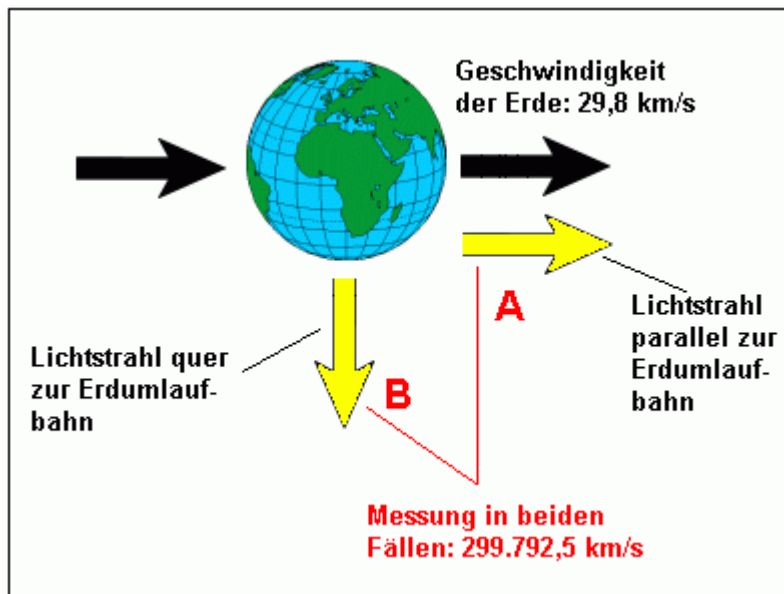 Geschwindigkeit
der Erde: 29,8 km/s
A
Lichtstrahl
parallel zur
Erdumlauf-
bahn
Lichtstrahl quer
zur Erdumlauf-
bahn
B
Messung in beiden
Fällen: 299.792,5 km/s